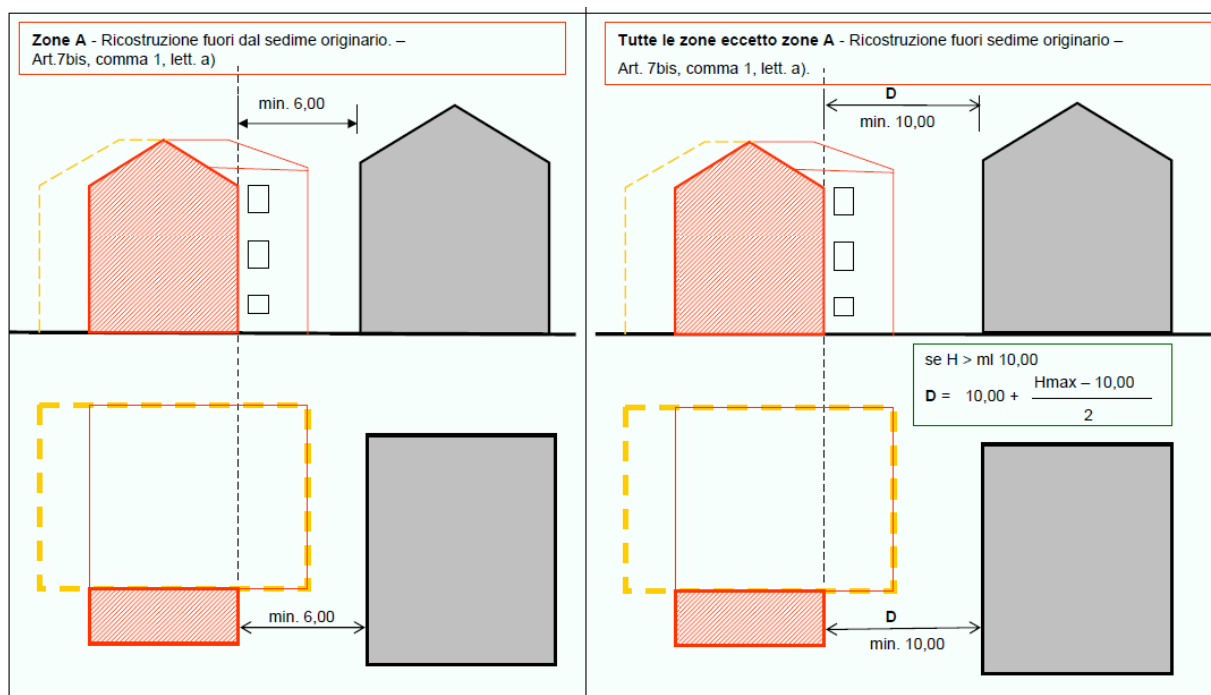 Zone A - Ricostruzione fuori dal sedime originario. –
Art.7bis, comma 1, lett. a)
min. 6,00
min. 6,00
Tutte le zone eccetto zona A - Ricostruzione fuori sedime originario –
Art. 7bis, comma 1, lett. a).
D
min. 10,00
se H > ml 10,00
D = 10,00 + Hmax – 10,00
2
D
min. 10,00